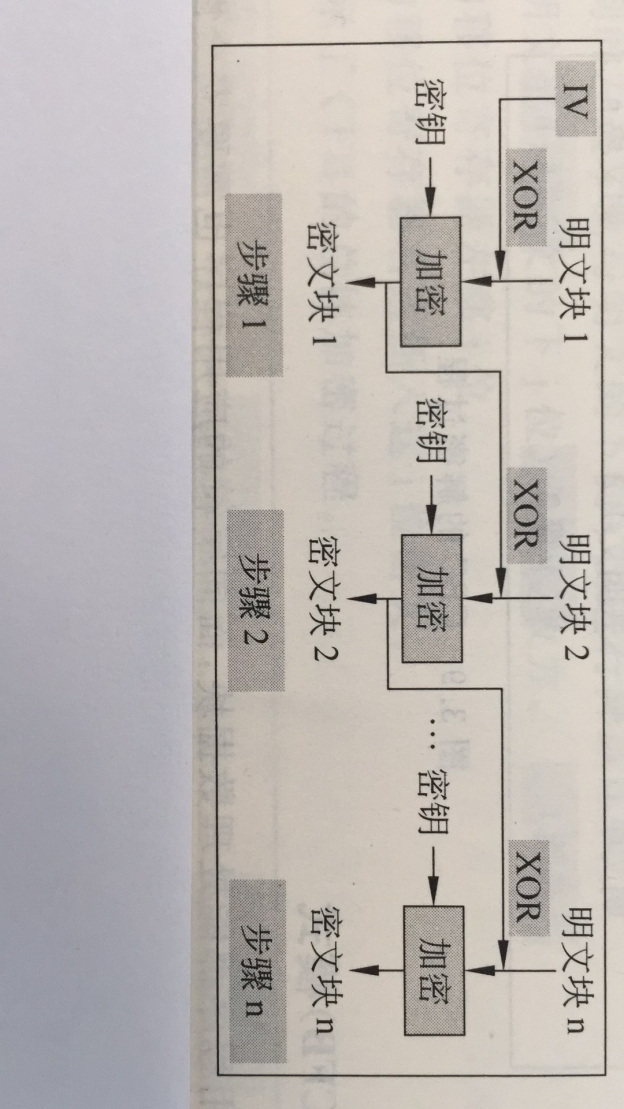 IV
XOR
明文块 1
XOR
明文块 2
XOR
明文块 n
密钥
加密
密钥
加密
…
密钥
加密
密文块 1
密文块 2
密文块 n
步骤 1
步骤 2
步骤 n